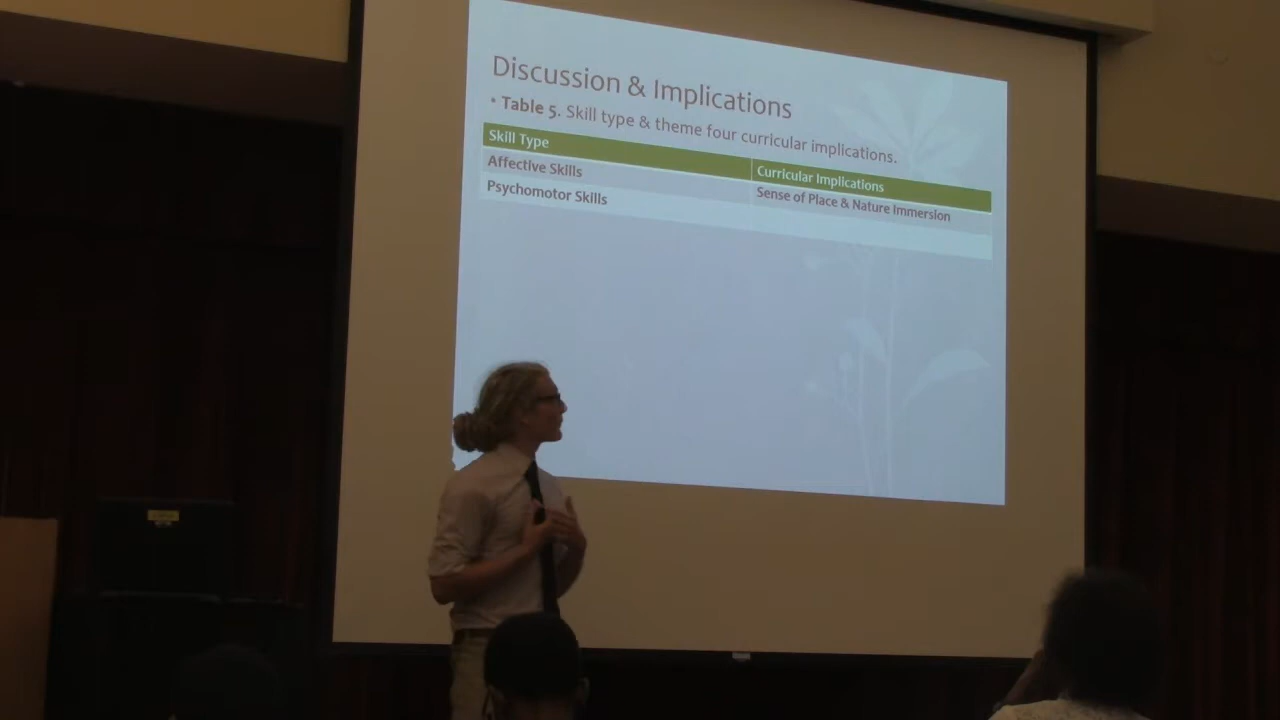 Discussion & Implications
• Table 5. Skill type & theme four curricular implications.
Skill Type
Curricular Implications
Affective Skills
Sense of Place & Nature Immersion
Psychomotor Skills